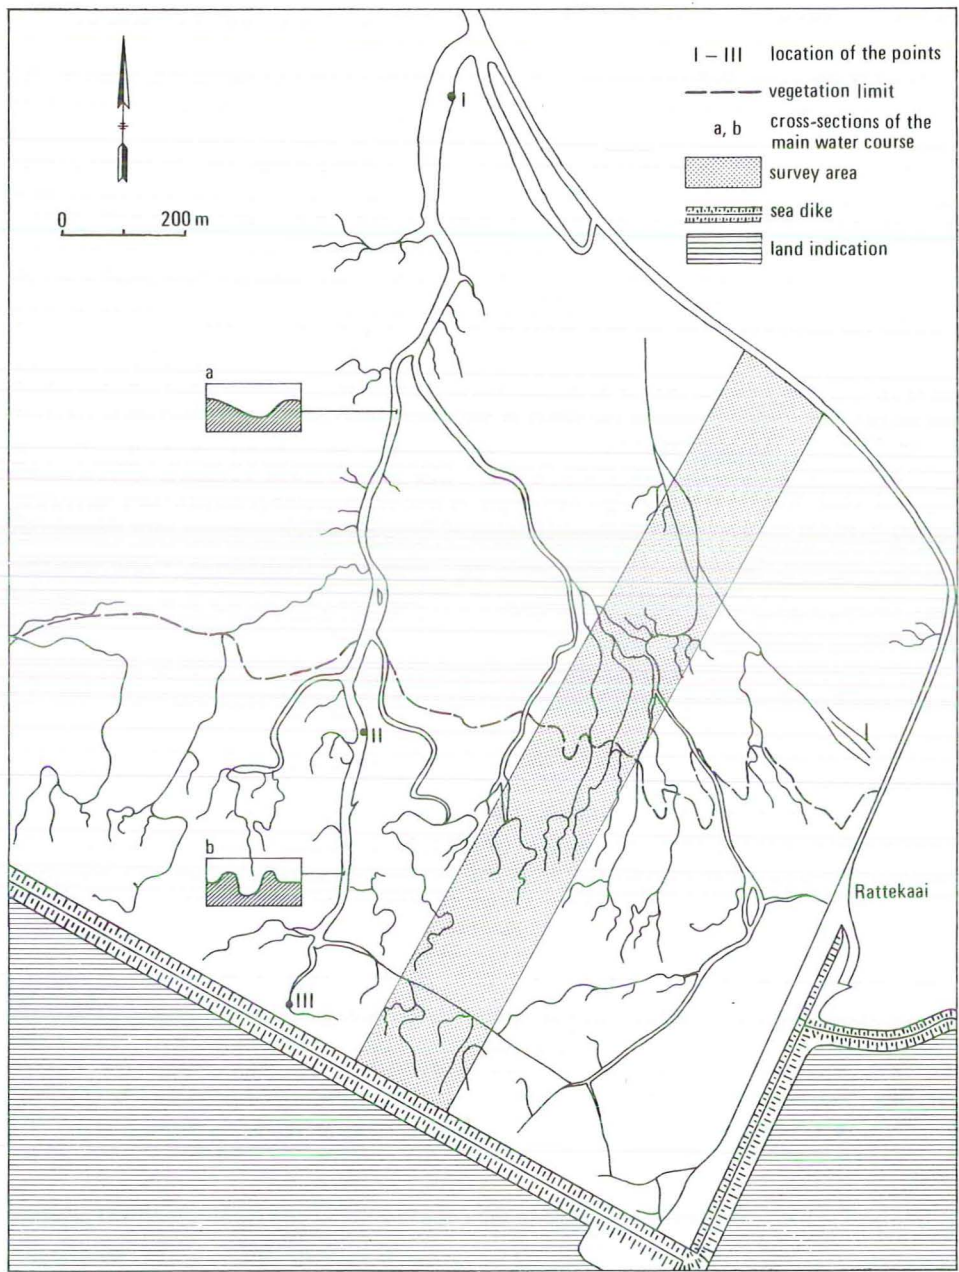 I – III location of the points
vegetation limit
a, b cross-sections of the
main water course
survey area
sea dike
land indication
0 200 m
I
a
II
b
Rattekaai
III